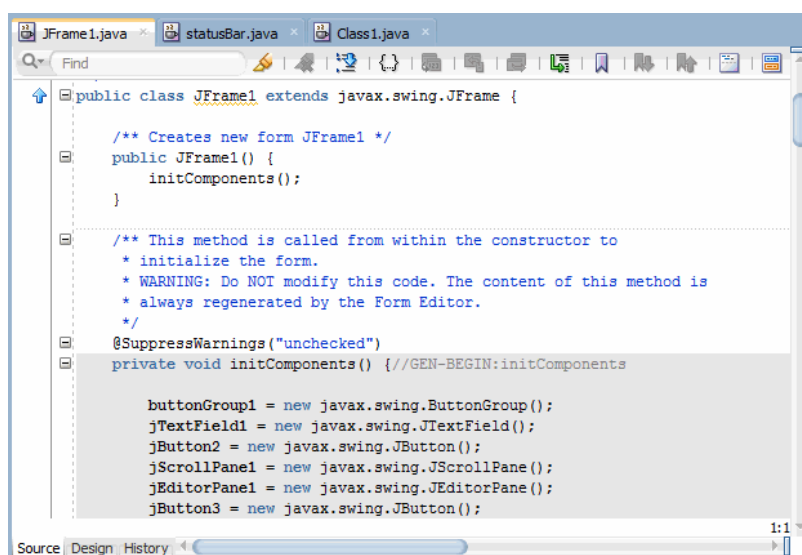 JFrame1.java statusBar.java Class1.java
Find
public class JFrame1 extends javax.swing.JFrame {
/** Creates new form JFrame1 */
public JFrame1() {
initComponents();
}
/** This method is called from within the constructor to
* initialize the form.
* WARNING: Do NOT modify this code. The content of this method is
* always regenerated by the Form Editor.
*/
@SuppressWarnings("unchecked")
private void initComponents() {//GEN-BEGIN:initComponents
buttonGroup1 = new javax.swing.ButtonGroup();
jTextField1 = new javax.swing.JTextField();
jButton2 = new javax.swing.JButton();
jScrollPane1 = new javax.swing.JScrollPane();
jEditorPane1 = new javax.swing.JEditorPane();
jButton3 = new javax.swing.JButton();
1:1
Source Design History